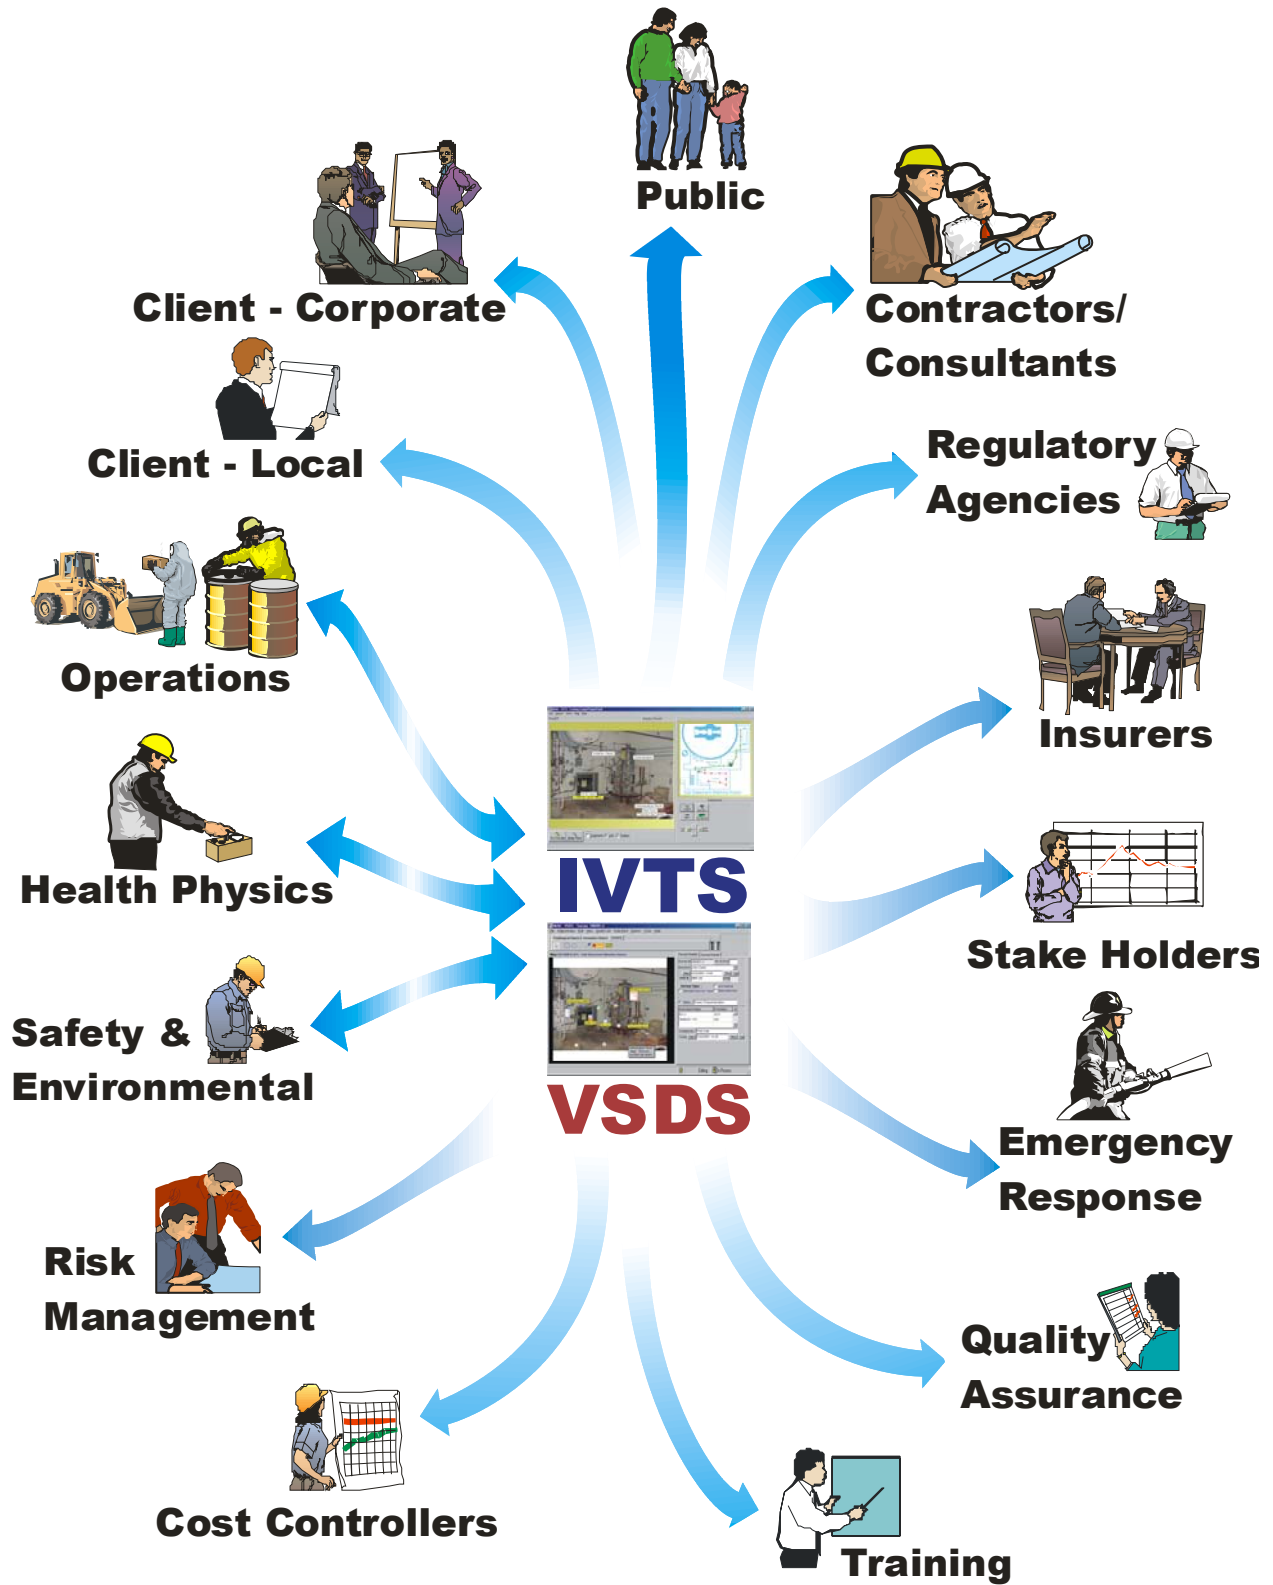 Public
Client - Corporate
Contractors/
Consultants
Client - Local
Regulatory
Agencies
Operations
Insurers
Health Physics
IVTS
Stake Holders
Safety &
Environmental
VSDS
Emergency
Response
Risk
Management
Quality
Assurance
Cost Controllers
Training